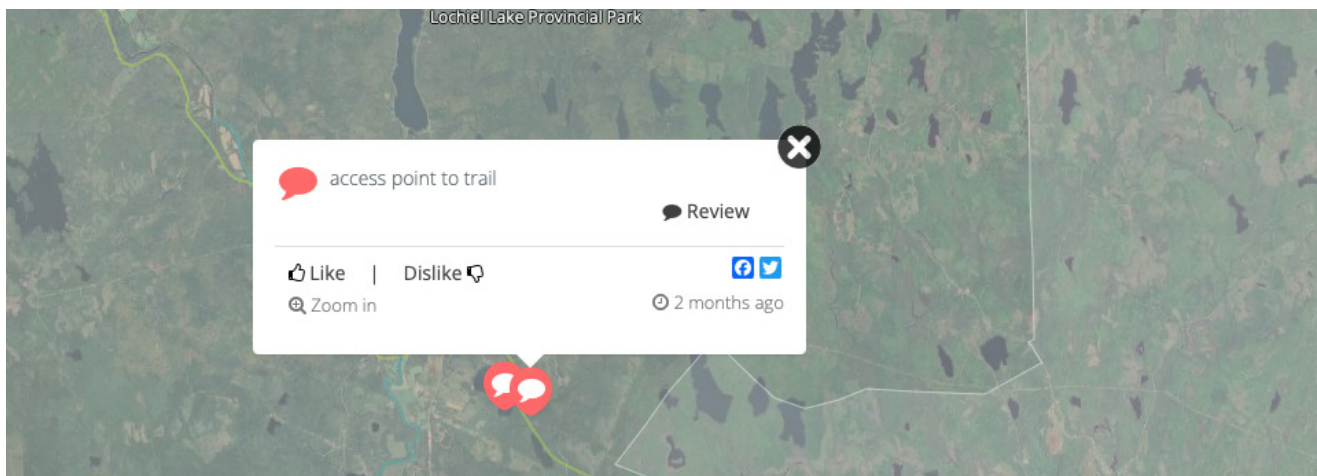 Lochiel Lake Provincial Park
access point to trail
Review
Like | Dislike
Zoom in
2 months ago